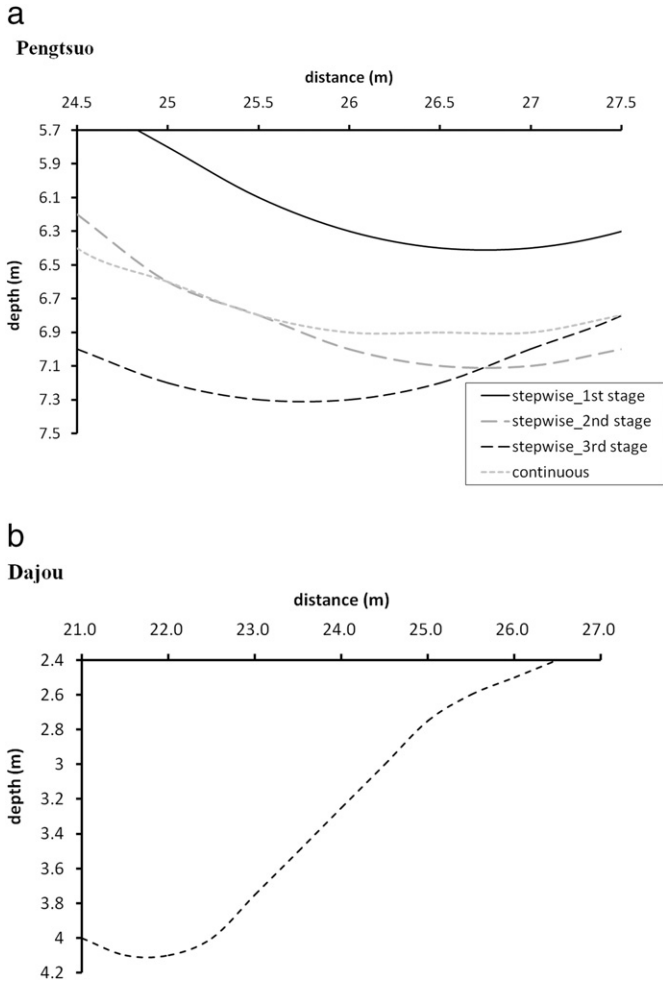 a
Pengtsuo
distance (m)
24.5 25 25.5 26 26.5 27 27.5
5.7
5.9
6.1
6.3
6.5
6.7
6.9
7.1
7.3
7.5
depth (m)
stepwise_1st stage
stepwise_2nd stage
stepwise_3rd stage
continuous
b
Dajou
distance (m)
21.0 22.0 23.0 24.0 25.0 26.0 27.0
2.4
2.6
2.8
3
3.2
3.4
3.6
3.8
4
4.2
depth (m)